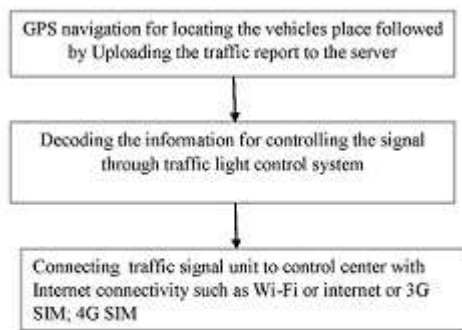 GPS navigation for locating the vehicles place followed
by Uploading the traffic report to the server
Decoding the information for controlling the signal
through traffic light control system
Connecting traffic signal unit to control center with
Internet connectivity such as Wi-Fi or internet or 3G
SIM; 4G SIM